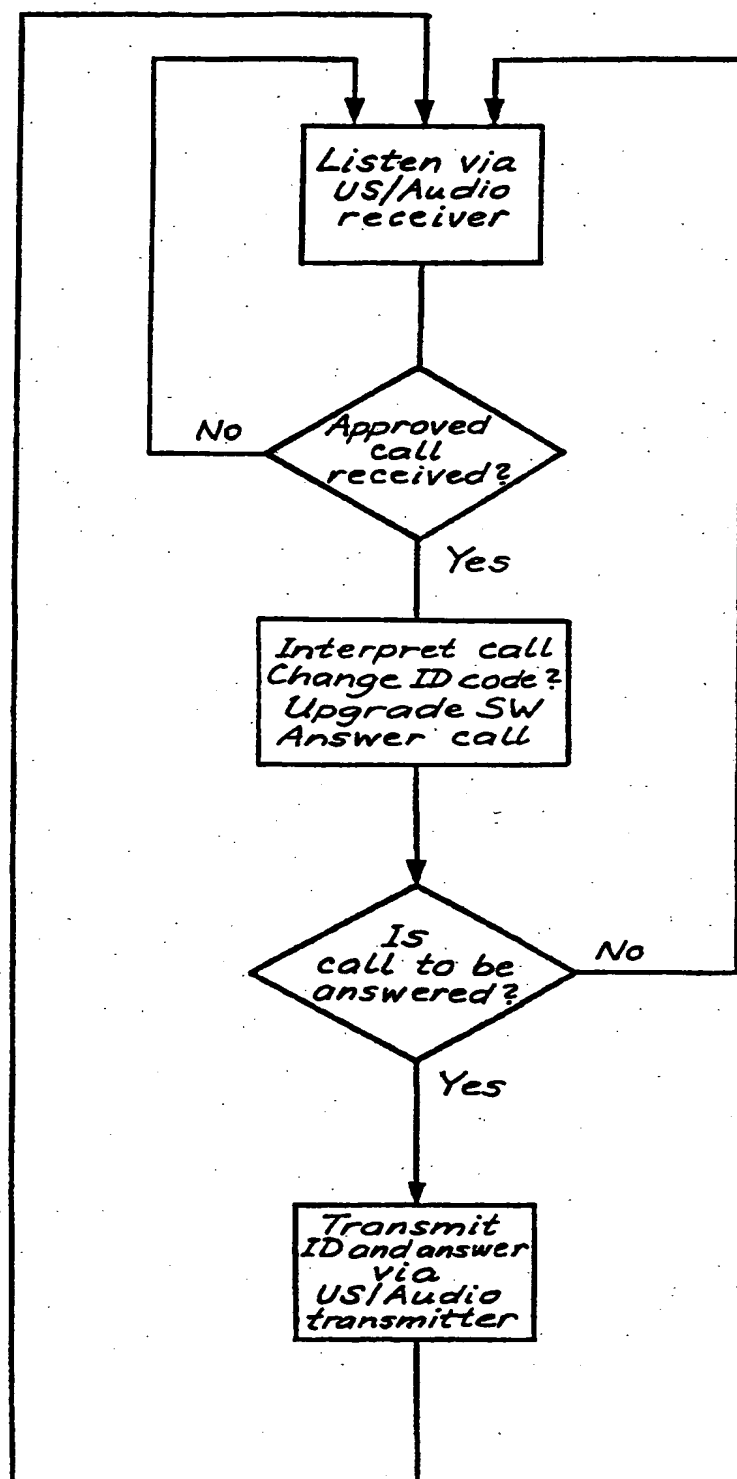 Listen via
US/Audio
receiver
No
Approved
call
received?
Yes
Interpret call
Change ID code?
Upgrade SW
Answer call
Is
call to be
answered?
No
Yes
Transmit
ID and answer
via
US/Audio
transmitter